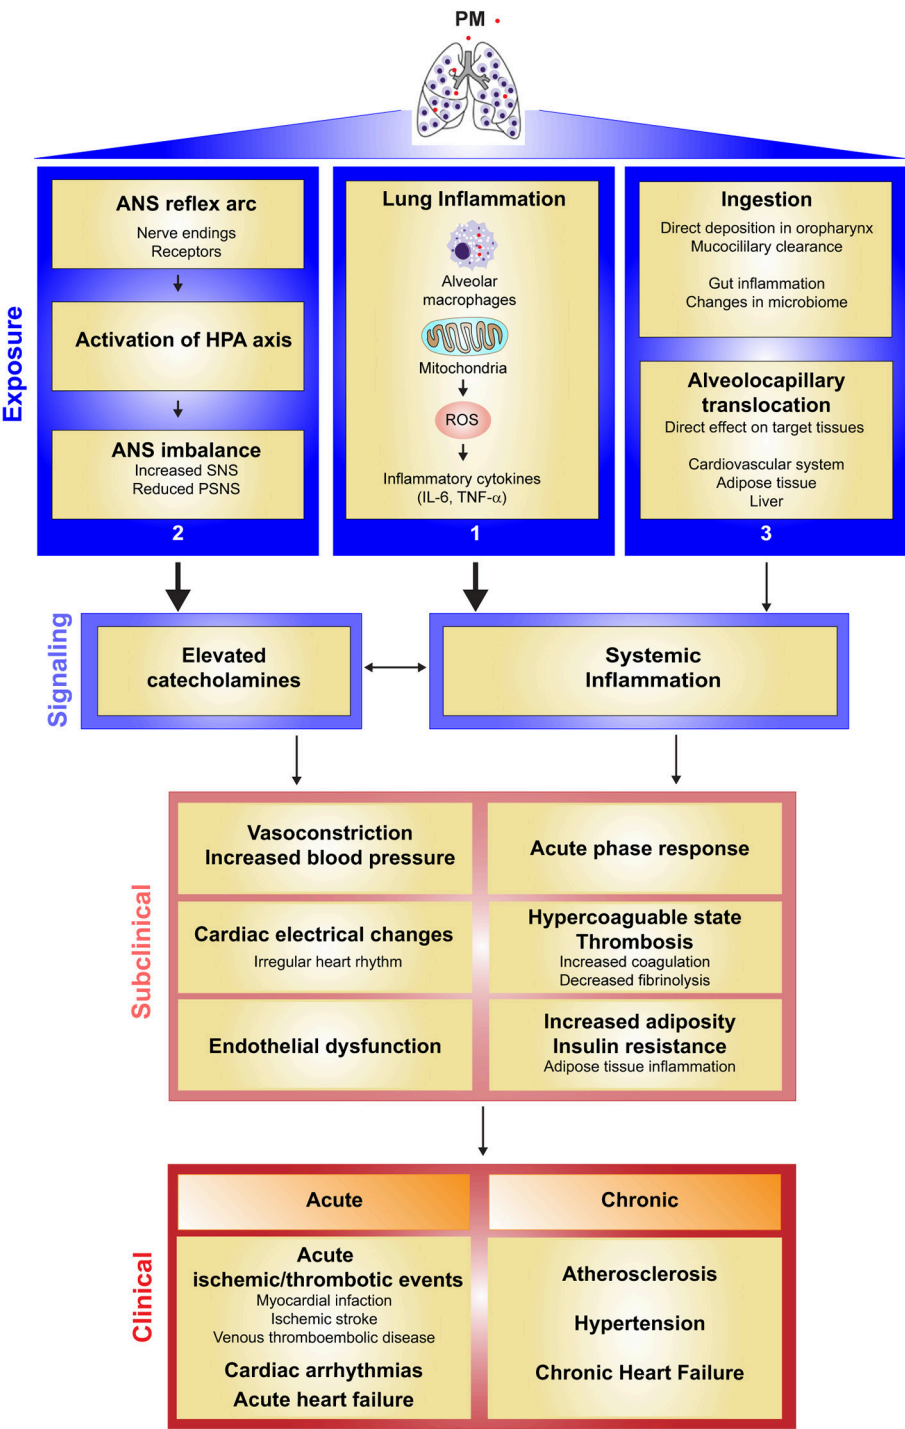 PM
Exposure
ANS reflex arc
Nerve endings
Receptors
Activation of HPA axis
ANS imbalance
Increased SNS
Reduced PSNS
2
Lung Inflammation
Alveolar
macrophages
Mitochondria
ROS
Inflammatory cytokines
(IL-6, TNF-α)
1
Ingestion
Direct deposition in oropharynx
Mucocililary clearance
Gut inflammation
Changes in microbiome
Alveolocapillary
translocation
Direct effect on target tissues
Cardiovascular system
Adipose tissue
Liver
3
Signaling
Elevated
catecholamines
Systemic
Inflammation
Subclinical
Vasoconstriction
Increased blood pressure
Acute phase response
Cardiac electrical changes
Irregular heart rhythm
Hypercoaguable state
Thrombosis
Increased coagulation
Decreased fibrinolysis
Endothelial dysfunction
Increased adiposity
Insulin resistance
Adipose tissue inflammation
Clinical
Acute
Acute
ischemic/thrombotic events
Myocardial infaction
Ischemic stroke
Venous thromboembolic disease
Cardiac arrhythmias
Acute heart failure
Chronic
Atherosclerosis
Hypertension
Chronic Heart Failure